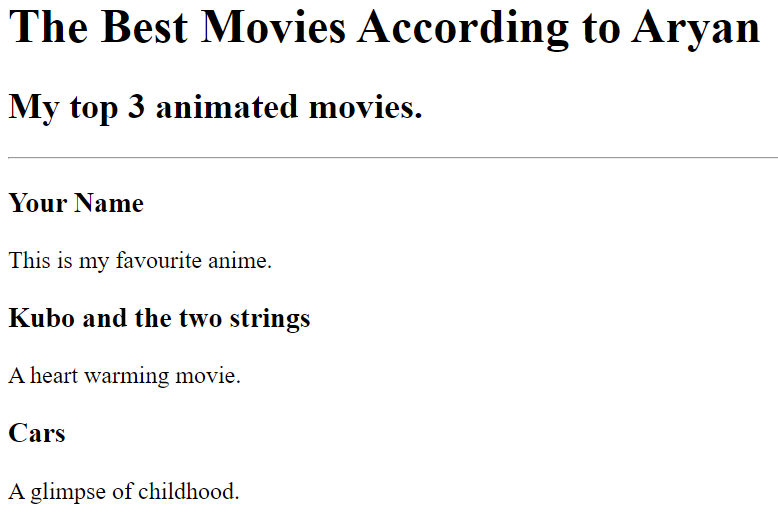 The Best Movies According to Aryan
My top 3 animated movies.
Your Name
This is my favourite anime.
Kubo and the two strings
A heart warming movie.
Cars
A glimpse of childhood.